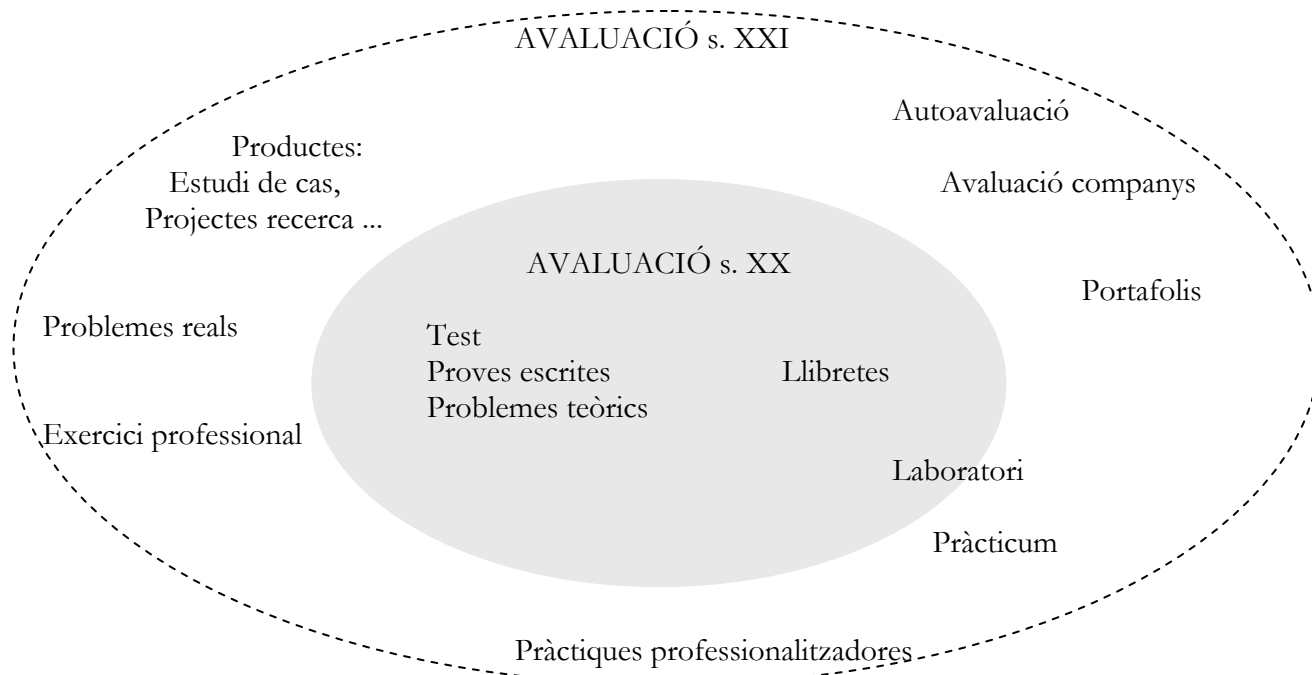 AVALUACIÓ s. XXI
Autoavaluació
Productes:
Estudi de cas,
Projectes recerca ...
Avaluació companys
AVALUACIÓ s. XX
Portafolis
Problemes reals
Test
Proves escrites
Problemes teòrics
Llibretes
Exercici professional
Laboratori
Pràcticum
Pràctiques professionalitzadores